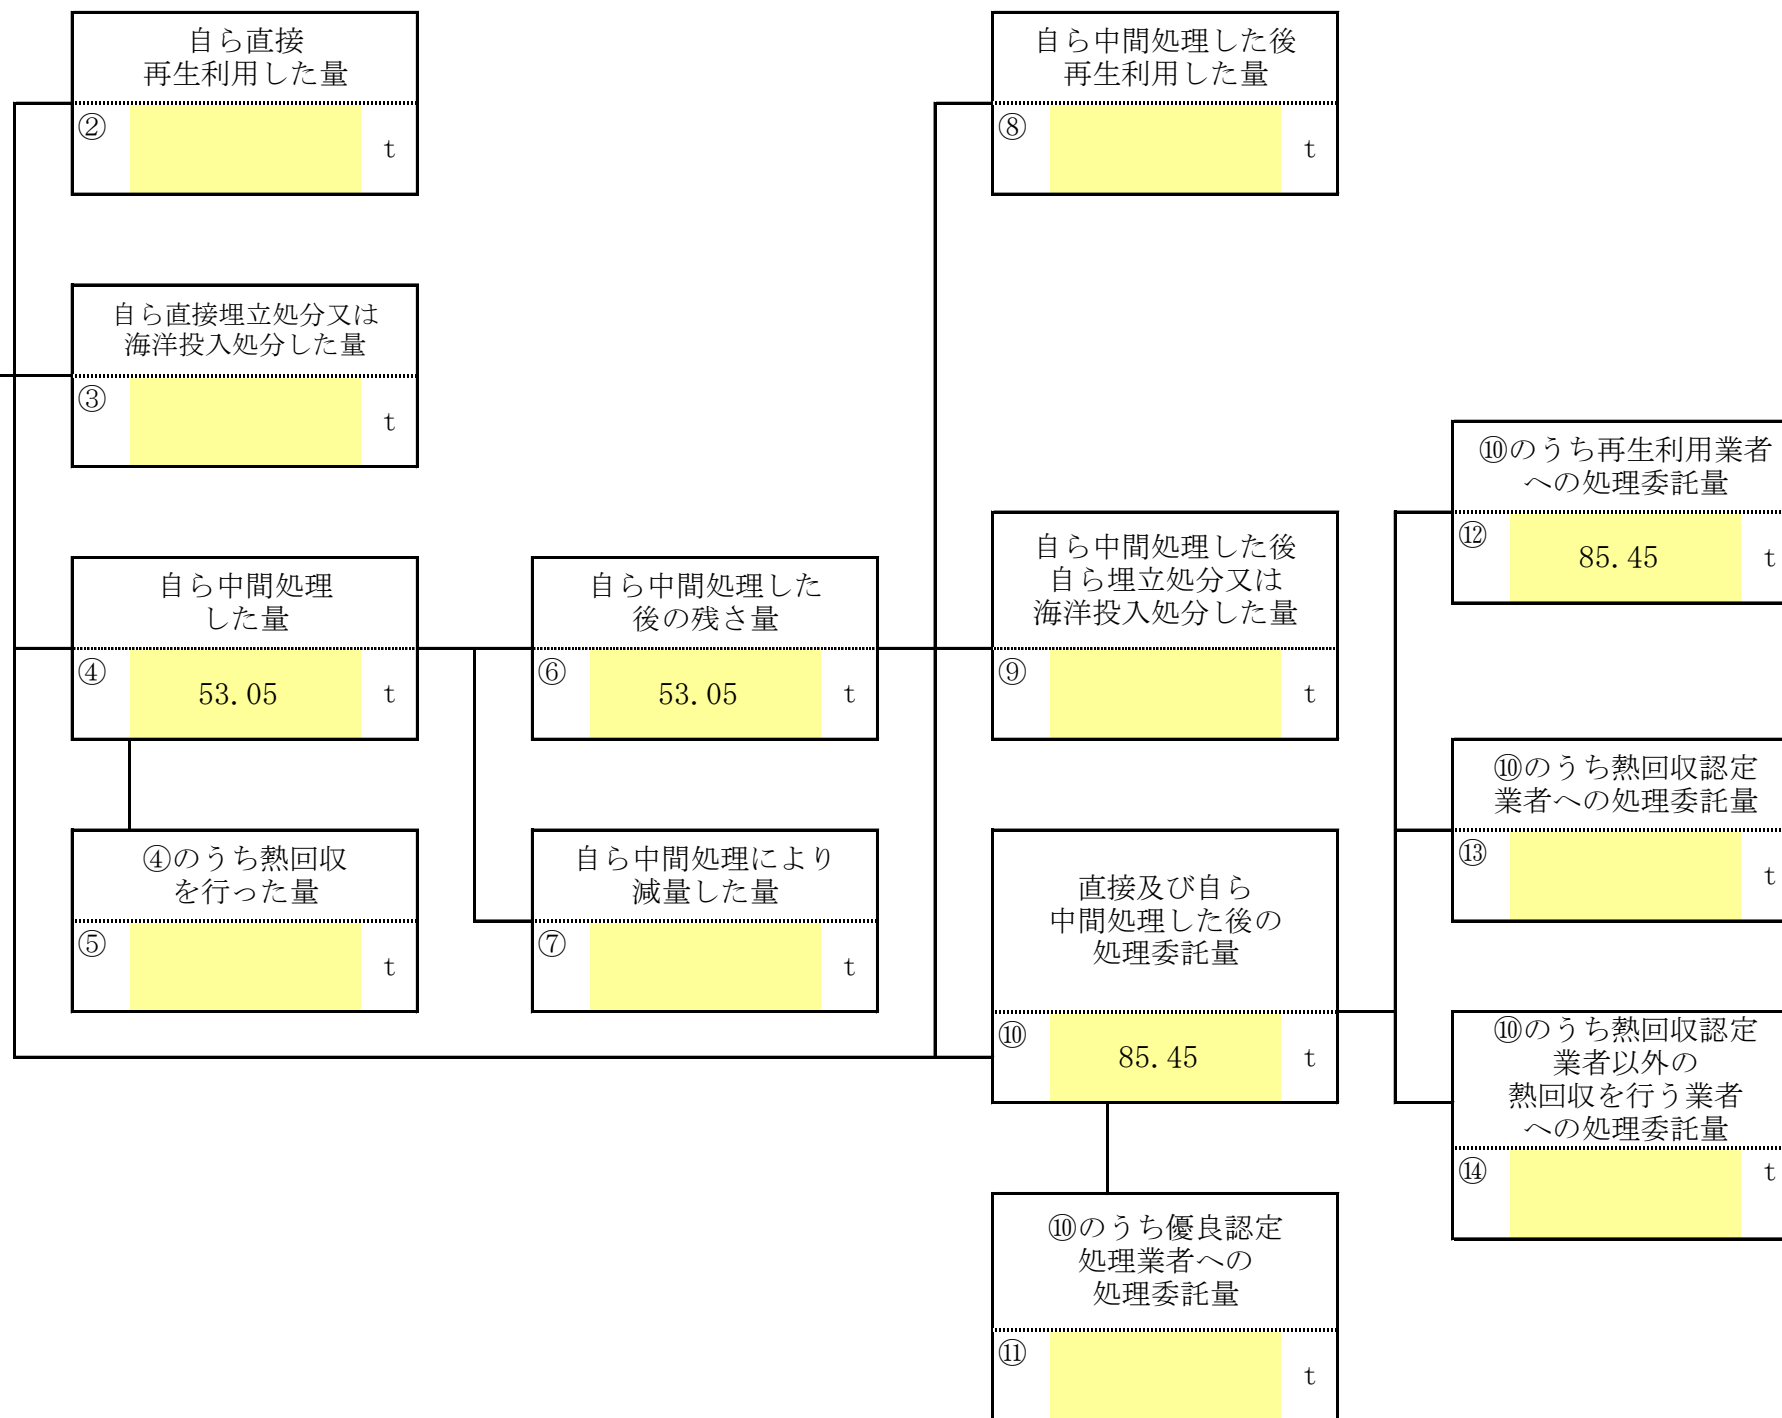 自ら直接
再生利用した量
②
t
自ら中間処理した後
再生利用した量
⑧
t
自ら直接埋立処分又は
海洋投入処分した量
③
t
⑩のうち再生利用業者
への処理委託量
⑫
85.45
t
自ら中間処理
した量
④
53.05
t
自ら中間処理した
後の残さ量
⑥
53.05
t
自ら中間処理した後
自ら埋立処分又は
海洋投入処分した量
⑨
t
⑩のうち熱回収認定
業者への処理委託量
⑬
t
④のうち熱回収
を行った量
⑤
t
自ら中間処理により
減量した量
⑦
t
直接及び自ら
中間処理した後の
処理委託量
⑩
85.45
t
⑩のうち熱回収認定
業者以外の
熱回収を行う業者
への処理委託量
⑭
t
⑩のうち優良認定
処理業者への
処理委託量
⑪
t